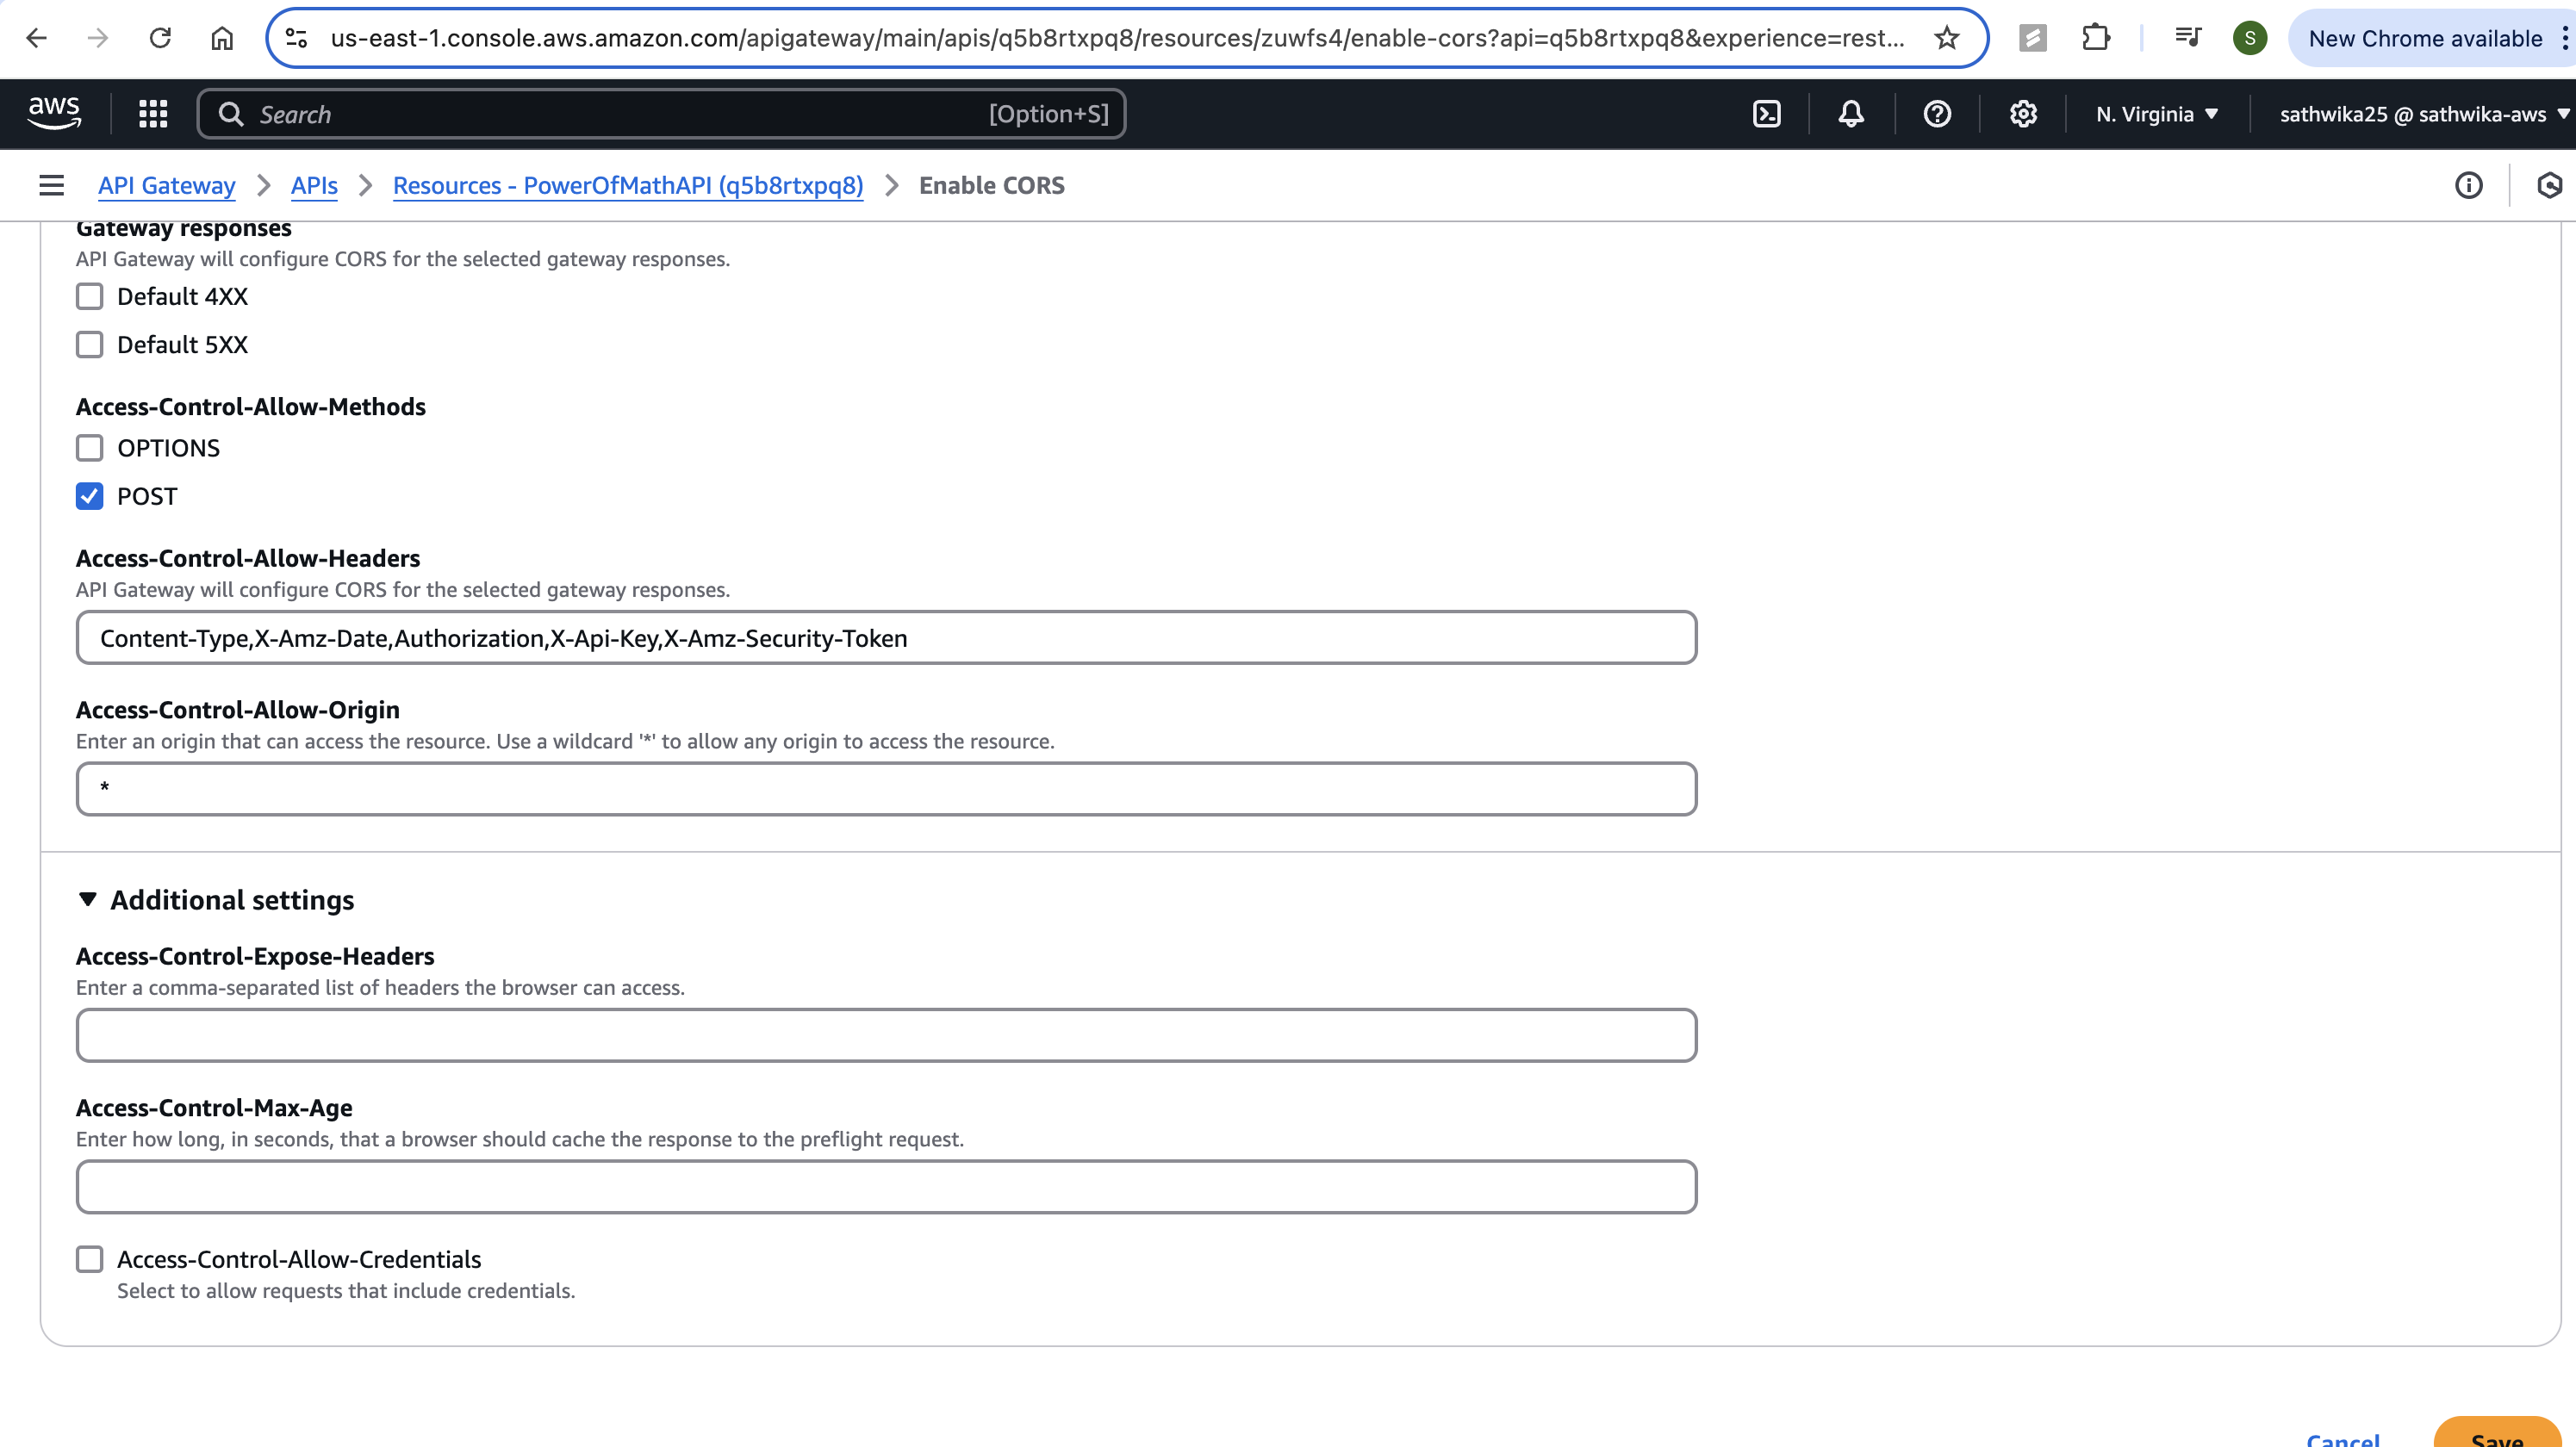 us-east-1.console.aws.amazon.com/apigateway/main/apis/q5b8rtxpq8/resources/zuwfs4/enable-cors?api=q5b8rtxpq8&experience=rest...
S
New Chrome available
aws
Search
[Option+S]
N. Virginia
sathwika25 @ sathwika-aws
API Gateway
APIs
Resources - PowerOfMathAPI (q5b8rtxpq8)
Enable CORS
Gateway responses
API Gateway will configure CORS for the selected gateway responses.
Default 4XX
Default 5XX
Access-Control-Allow-Methods
OPTIONS
POST
Access-Control-Allow-Headers
API Gateway will configure CORS for the selected gateway responses.
Content-Type,X-Amz-Date,Authorization,X-Api-Key,X-Amz-Security-Token
Access-Control-Allow-Origin
Enter an origin that can access the resource. Use a wildcard '*' to allow any origin to access the resource.
*
Additional settings
Access-Control-Expose-Headers
Enter a comma-separated list of headers the browser can access.
Access-Control-Max-Age
Enter how long, in seconds, that a browser should cache the response to the preflight request.
Access-Control-Allow-Credentials
Select to allow requests that include credentials.
Cancel
Save